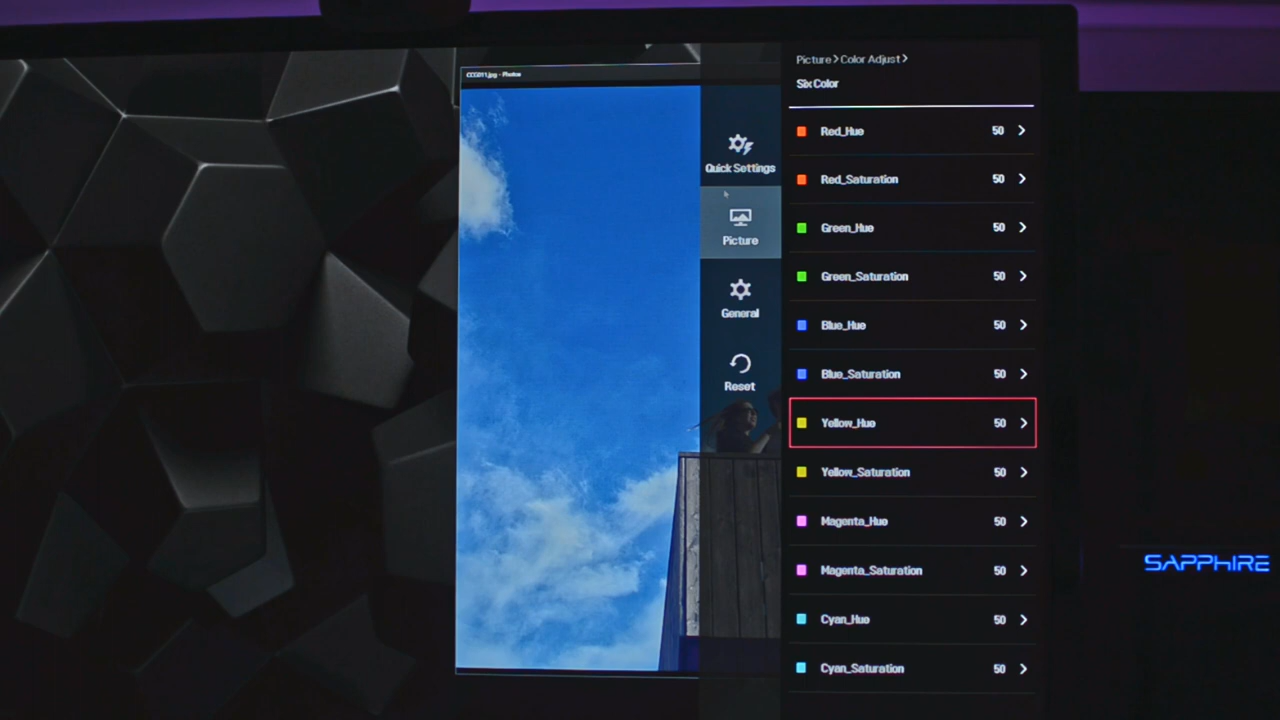 CCC011.jpg - Photos
Quick Settings
Picture
General
Reset
Picture > Color Adjust >
Six Color
Red_Hue 50 >
Red_Saturation 50 >
Green_Hue 50 >
Green_Saturation 50 >
Blue_Hue 50 >
Blue_Saturation 50 >
Yellow_Hue 50 >
Yellow_Saturation 50 >
Magenta_Hue 50 >
Magenta_Saturation 50 >
Cyan_Hue 50 >
Cyan_Saturation 50 >
SAPPHIRE